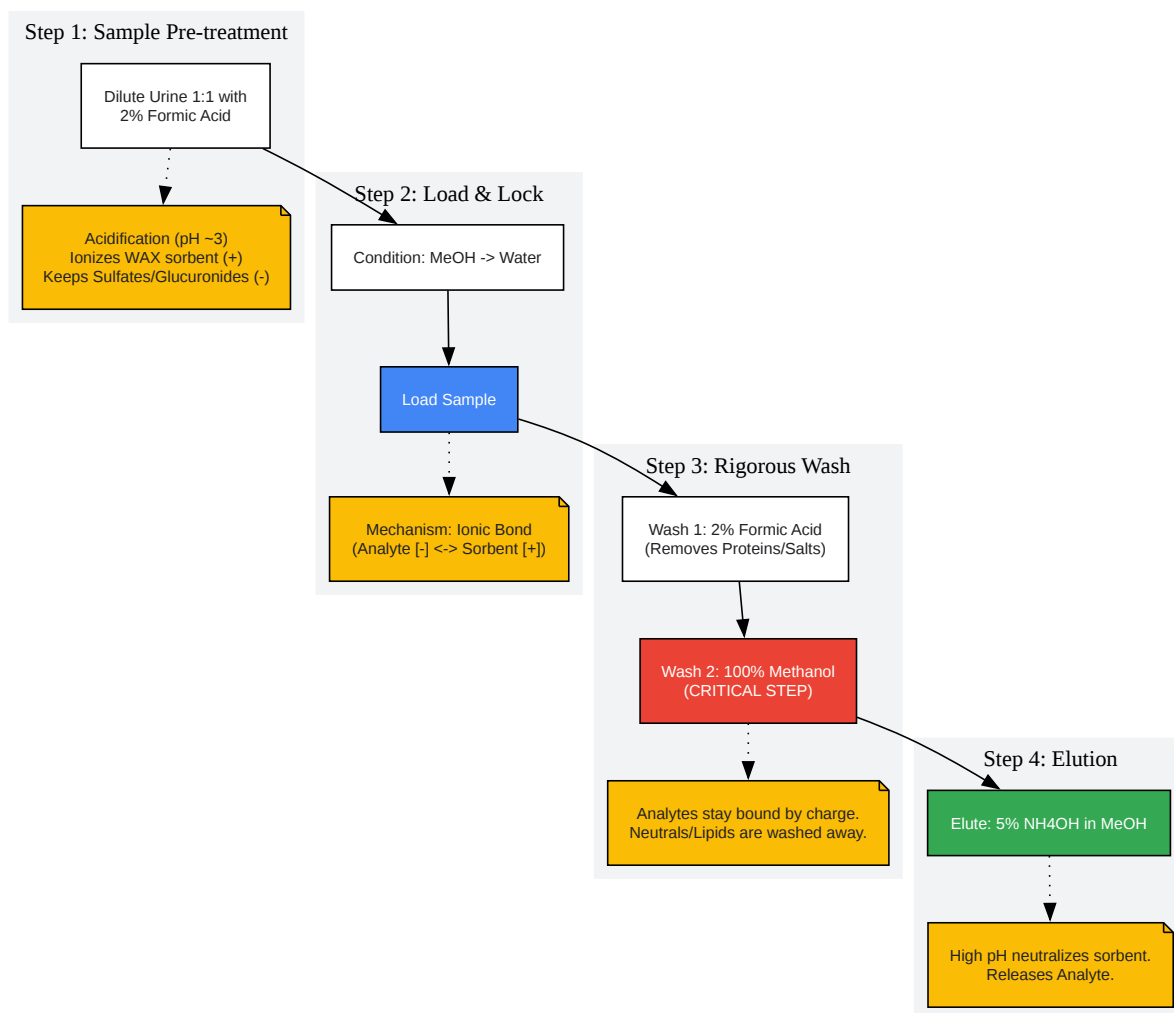 Step 1: Sample Pre-treatment
Dilute Urine 1:1 with
2% Formic Acid
Acidification (pH ~3)
Ionizes WAX sorbent (+)
Keeps Sulfates/Glucuronides (-)
Step 2: Load & Lock
Condition: MeOH -> Water
Load Sample
Mechanism: Ionic Bond
(Analyte [-] <-> Sorbent [+])
Step 3: Rigorous Wash
Wash 1: 2% Formic Acid
(Removes Proteins/Salts)
Wash 2: 100% Methanol
(CRITICAL STEP)
Analytes stay bound by charge.
Neutrals/Lipids are washed away.
Step 4: Elution
Elute: 5% NH4OH in MeOH
High pH neutralizes sorbent.
Releases Analyte.